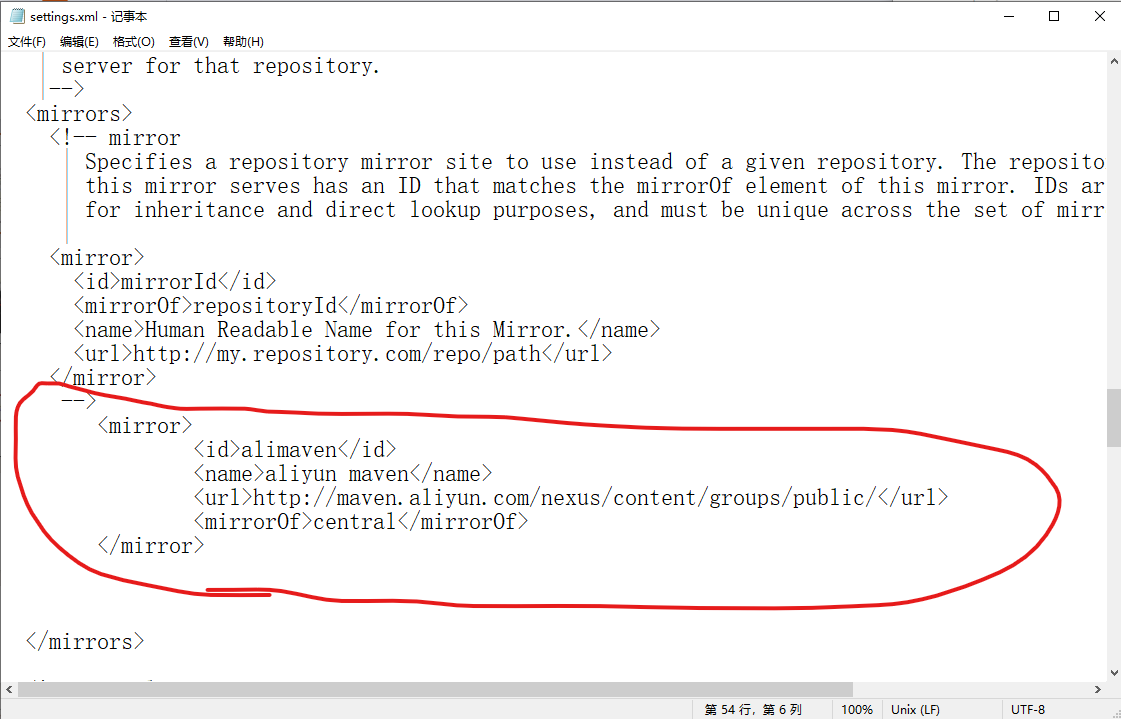 settings.xml - 记事本
文件(F) 编辑(E) 格式(O) 查看(V) 帮助(H)
server for that repository.
-->
<mirrors>
<!-- mirror
Specifies a repository mirror site to use instead of a given repository. The reposito
this mirror serves has an ID that matches the mirrorOf element of this mirror. IDs ar
for inheritance and direct lookup purposes, and must be unique across the set of mirr
<mirror>
<id>mirrorId</id>
<mirrorOf>repositoryId</mirrorOf>
<name>Human Readable Name for this Mirror.</name>
<url>http://my.repository.com/repo/path</url>
</mirror>
-->
<mirror>
<id>alimaven</id>
<name>aliyun maven</name>
<url>http://maven.aliyun.com/nexus/content/groups/public/</url>
<mirrorOf>central</mirrorOf>
</mirror>
</mirrors>
第 54 行，第 6 列 100% Unix (LF) UTF-8